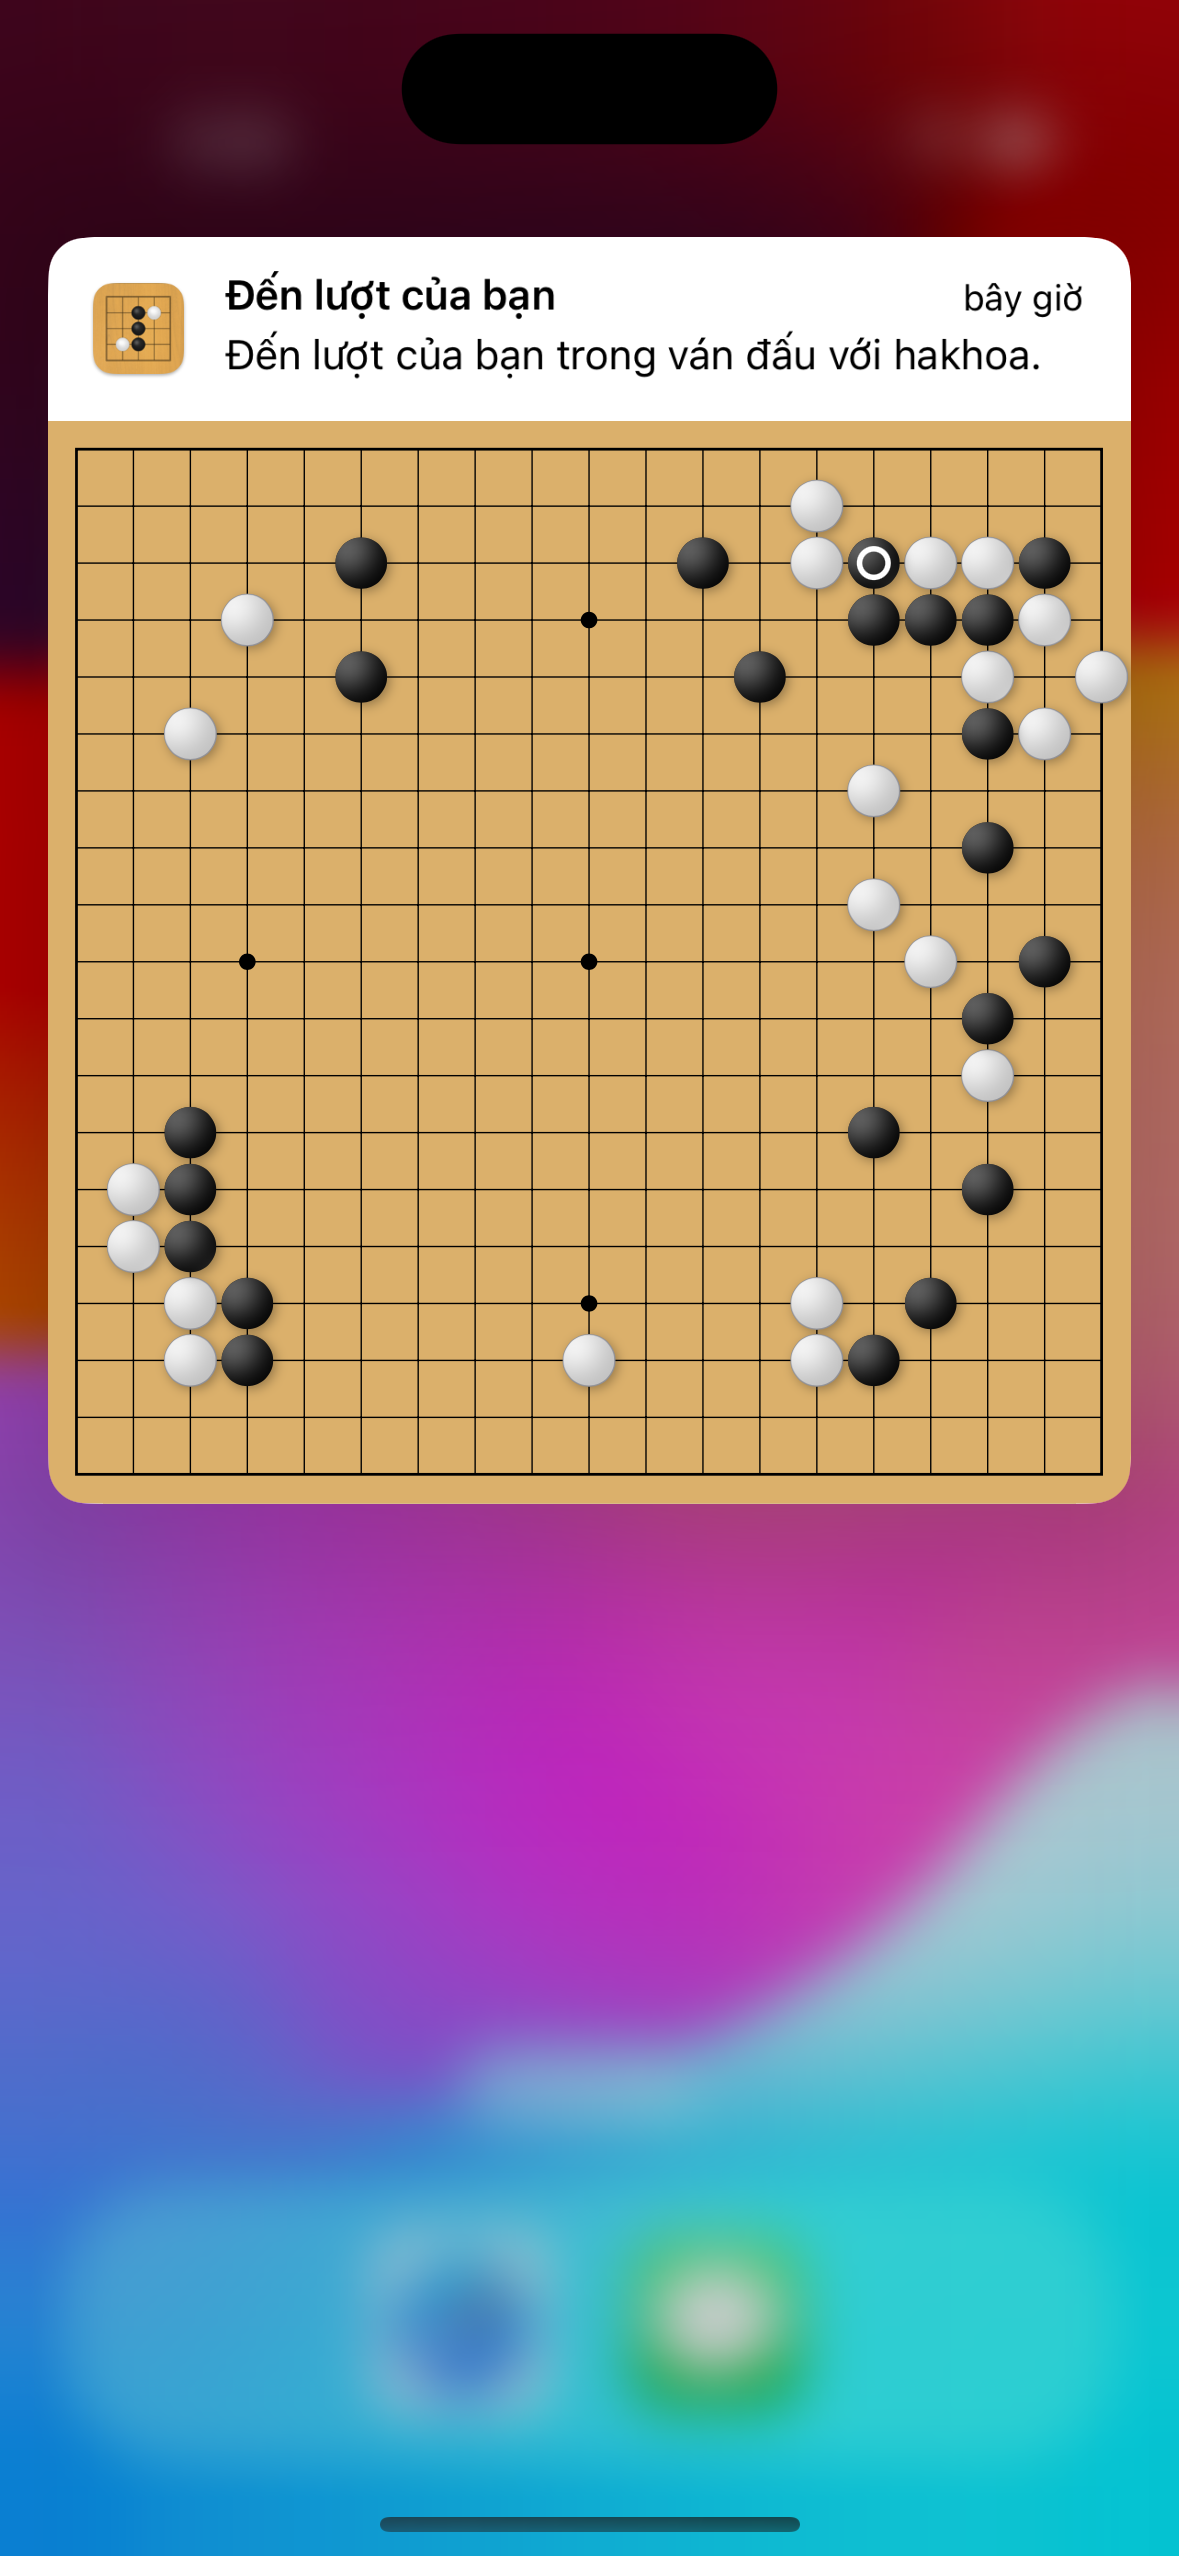 Đến lượt của bạn
bây giờ
Đến lượt của bạn trong ván đấu với hakhoa.